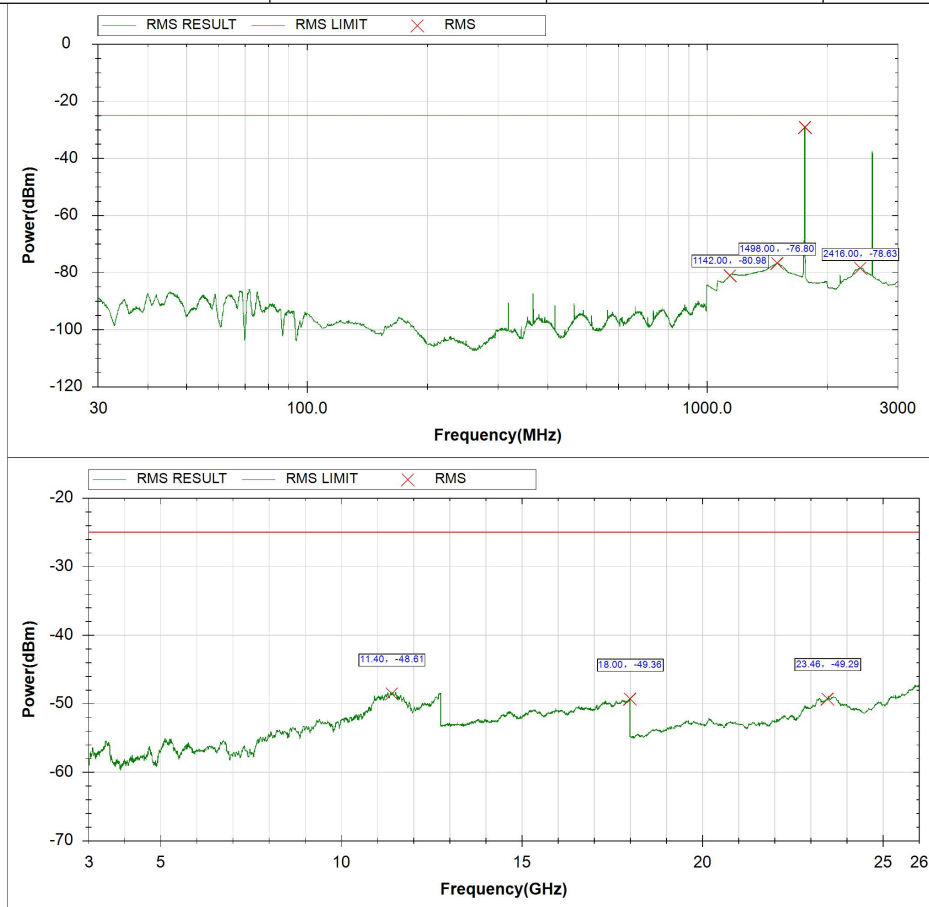 RMS RESULT RMS LIMIT RMS
0
-20
-40
-60
-80
-100
-120
Power(dBm)
1498.00, -76.80
1142.00, -80.98
2416.00, -78.63
30 100.0 1000.0 3000
Frequency(MHz)
RMS RESULT RMS LIMIT RMS
-20
-30
-40
-50
-60
-70
Power(dBm)
11.40, -48.61
18.00, -49.36
23.46, -49.29
3 5 10 15 20 25 26
Frequency(GHz)